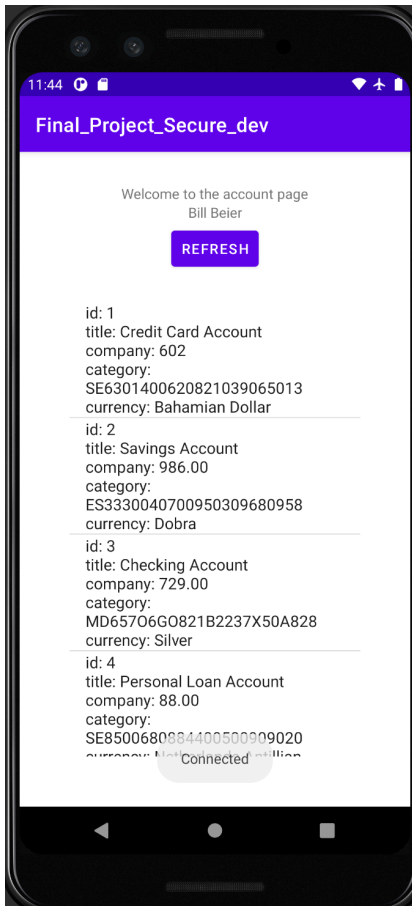 11:44
Final_Project_Secure_dev
Welcome to the account page
Bill Beier
REFRESH
id: 1
title: Credit Card Account
company: 602
category:
SE6301400620821039065013
currency: Bahamian Dollar
id: 2
title: Savings Account
company: 986.00
category:
ES3330040700950309680958
currency: Dobra
id: 3
title: Checking Account
company: 729.00
category:
MD657O6GO821B2237X50A828
currency: Silver
id: 4
title: Personal Loan Account
company: 88.00
category:
SE8500680884400500909020
currency: Netherlands Antillian
Connected